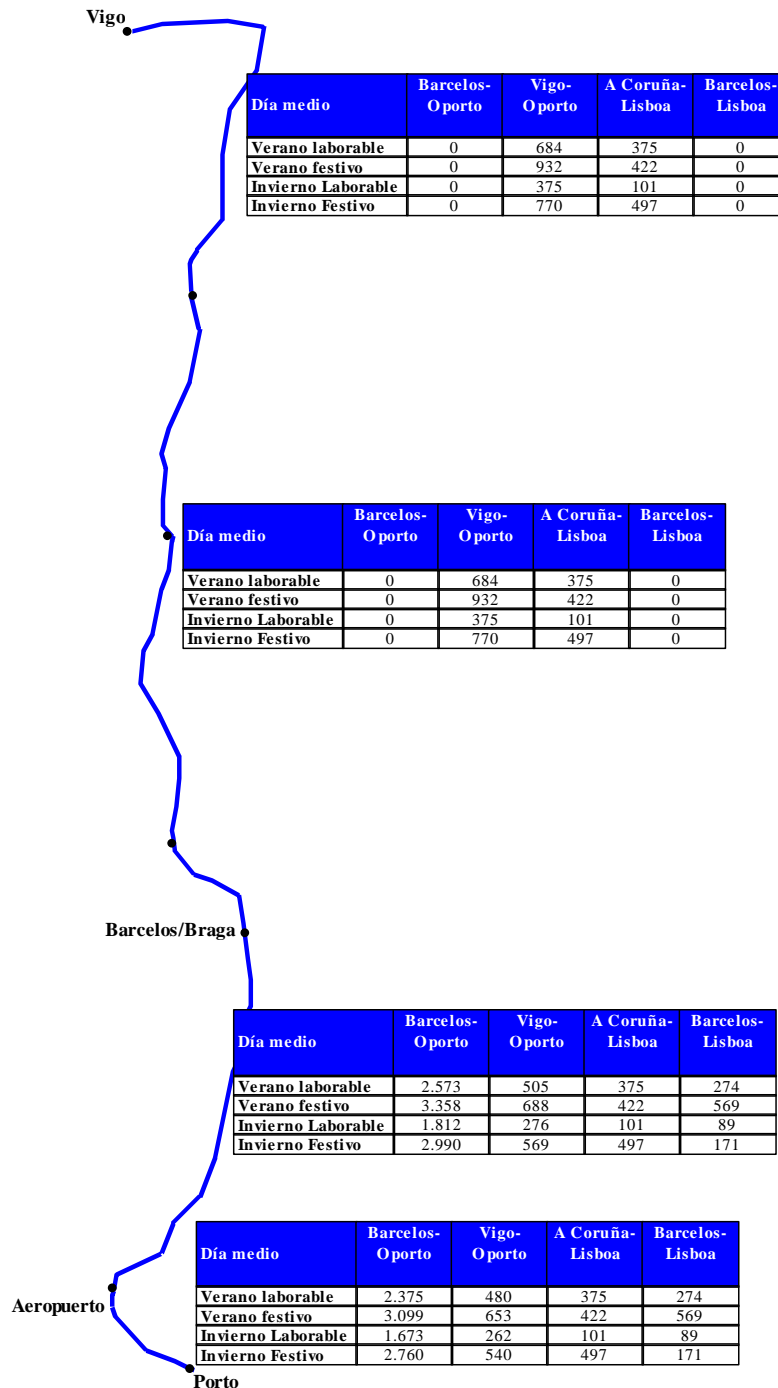 Vigo
Día medio Barcelos-Oporto Vigo-Oporto A Coruña-Lisboa Barcelos-Lisboa
Verano laborable 0 684 375 0
Verano festivo 0 932 422 0
Invierno Laborable 0 375 101 0
Invierno Festivo 0 770 497 0
Día medio Barcelos-Oporto Vigo-Oporto A Coruña-Lisboa Barcelos-Lisboa
Verano laborable 0 684 375 0
Verano festivo 0 932 422 0
Invierno Laborable 0 375 101 0
Invierno Festivo 0 770 497 0
Barcelos/Braga
Día medio Barcelos-Oporto Vigo-Oporto A Coruña-Lisboa Barcelos-Lisboa
Verano laborable 2.573 505 375 274
Verano festivo 3.358 688 422 569
Invierno Laborable 1.812 276 101 89
Invierno Festivo 2.990 569 497 171
Día medio Barcelos-Oporto Vigo-Oporto A Coruña-Lisboa Barcelos-Lisboa
Verano laborable 2.375 480 375 274
Verano festivo 3.099 653 422 569
Invierno Laborable 1.673 262 101 89
Invierno Festivo 2.760 540 497 171
Aeropuerto
Porto